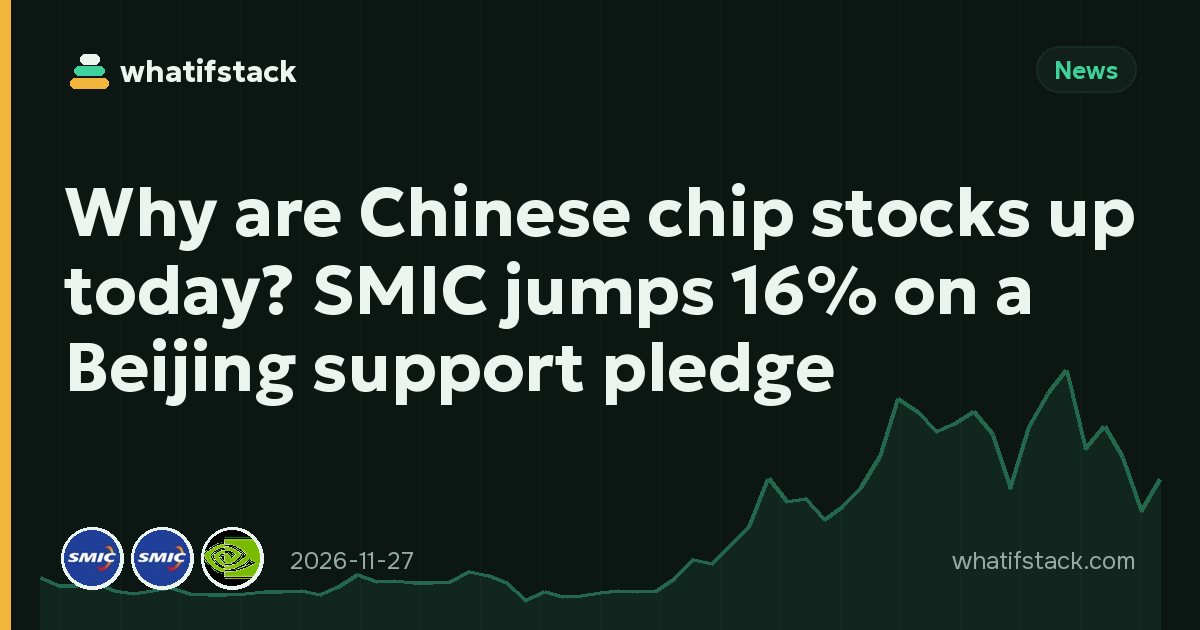 whatifstack
News
Why are Chinese chip stocks up
today? SMIC jumps 16% on a
Beijing support pledge
SMIC SMIC
2026-11-27
whatifstack.com